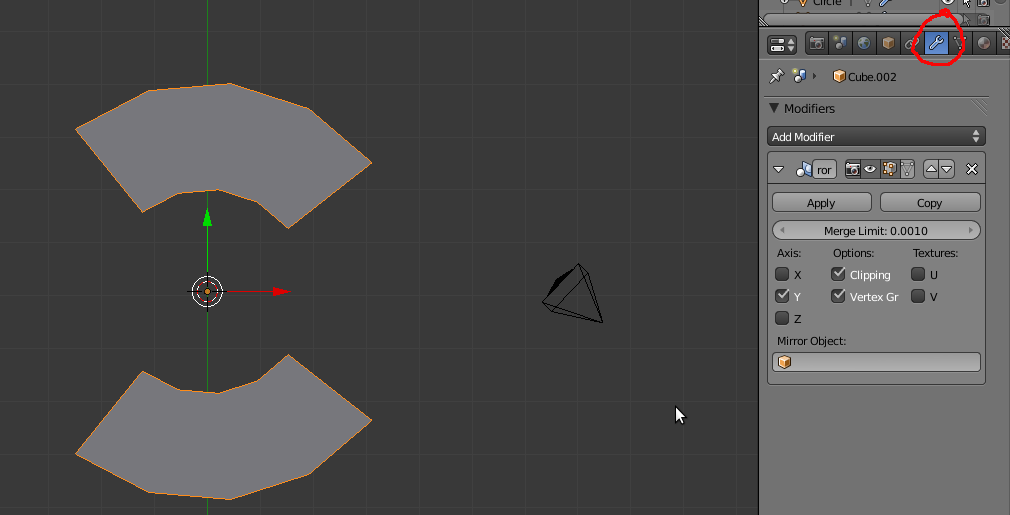 Circle
Cube.002
Modifiers
Add Modifier
ror
Apply Copy
Merge Limit: 0.0010
Axis: Options: Textures:
X Clipping U
Y Vertex Gr V
Z
Mirror Object: